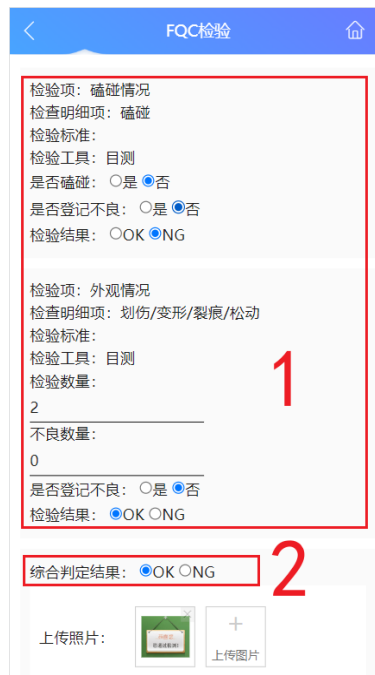 FQC检验
检验项：磕碰情况
检查明细项：磕碰
检验标准：
检验工具：目测
是否磕碰：是 否
是否登记不良：是 否
检验结果：OK NG
检验项：外观情况
检查明细项：划伤/变形/裂痕/松动
检验标准：
检验工具：目测
检验数量：
2
不良数量：
0
是否登记不良：是 否
检验结果：OK NG
1
综合判定结果：OK NG
2
上传照片：
上传图片